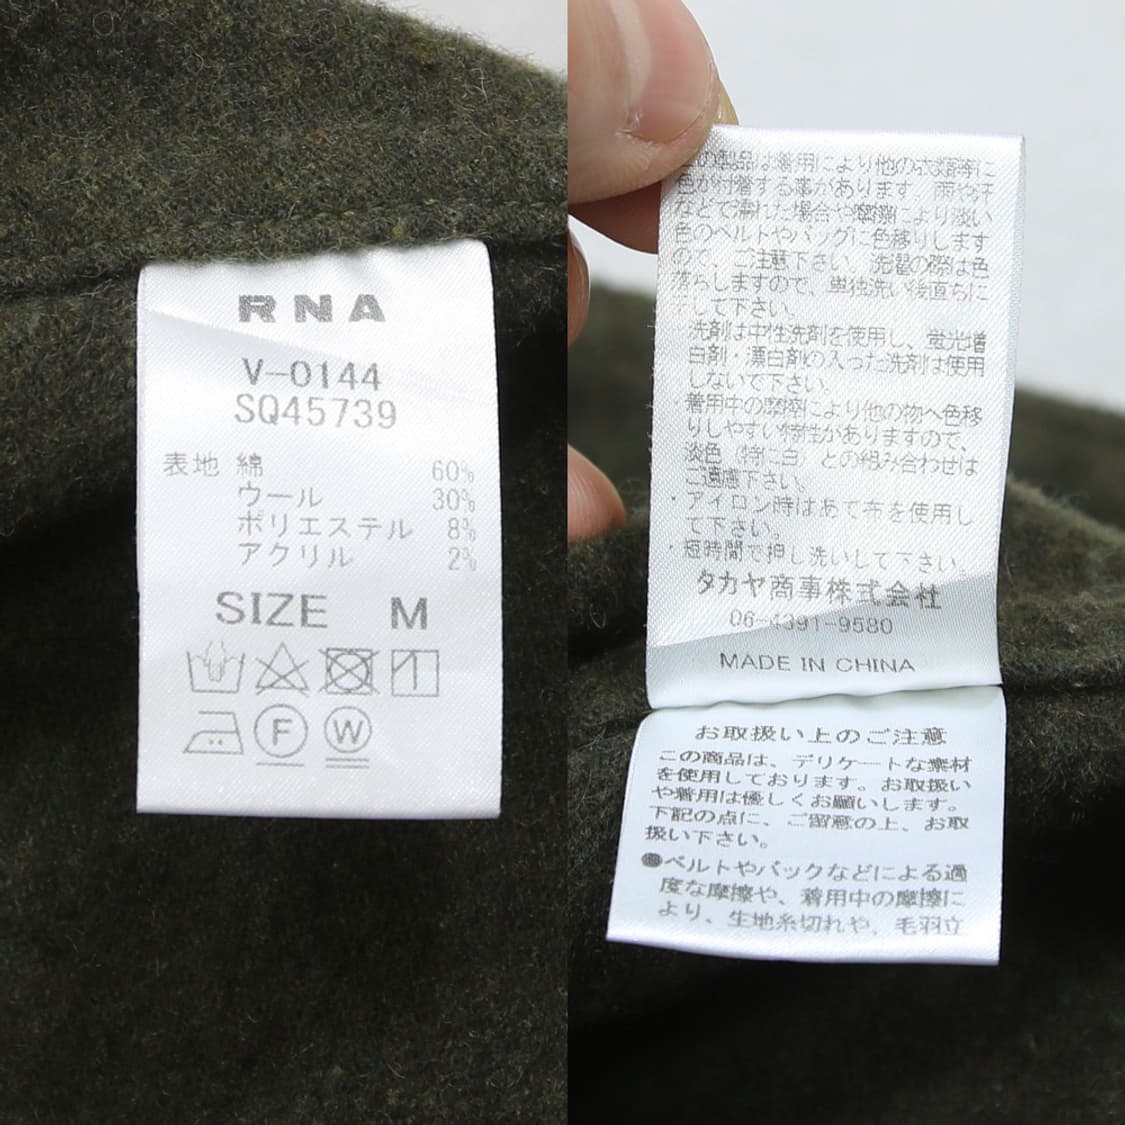 RNA
V-0144
SQ45739
表地 綿 60%
ウール 30%
ポリエステル 8%
アクリル 2%
SIZE M
F W
この製品は着用により他の衣類等に
色が付着する事があります。雨や汗
などで濡れた場合や摩擦により淡い
色のベルトやバッグに色移りします
ので、ご注意下さい。洗濯の際は色
落ちしますので、単独洗い後直ちに
干して下さい。
洗剤は中性洗剤を使用し、蛍光増
白剤・漂白剤の入った洗剤は使用
しないで下さい。
着用中の摩擦により他の物へ色移
りしやすい特性がありますので、
淡色（特に白）との組み合わせは
ご遠慮下さい。
・アイロン時はあて布を使用し
て下さい。
・短時間で押し洗いして下さい。
タカヤ商事株式会社
06-4391-9580
MADE IN CHINA
お取扱い上のご注意
この商品は、デリケートな素材
を使用しております。お取扱い
や着用は優しくお願いします。
下記の点に、ご留意の上、お取
扱い下さい。
●ベルトやバックなどによる過
度な摩擦や、着用中の摩擦に
より、生地糸切れや、毛羽立